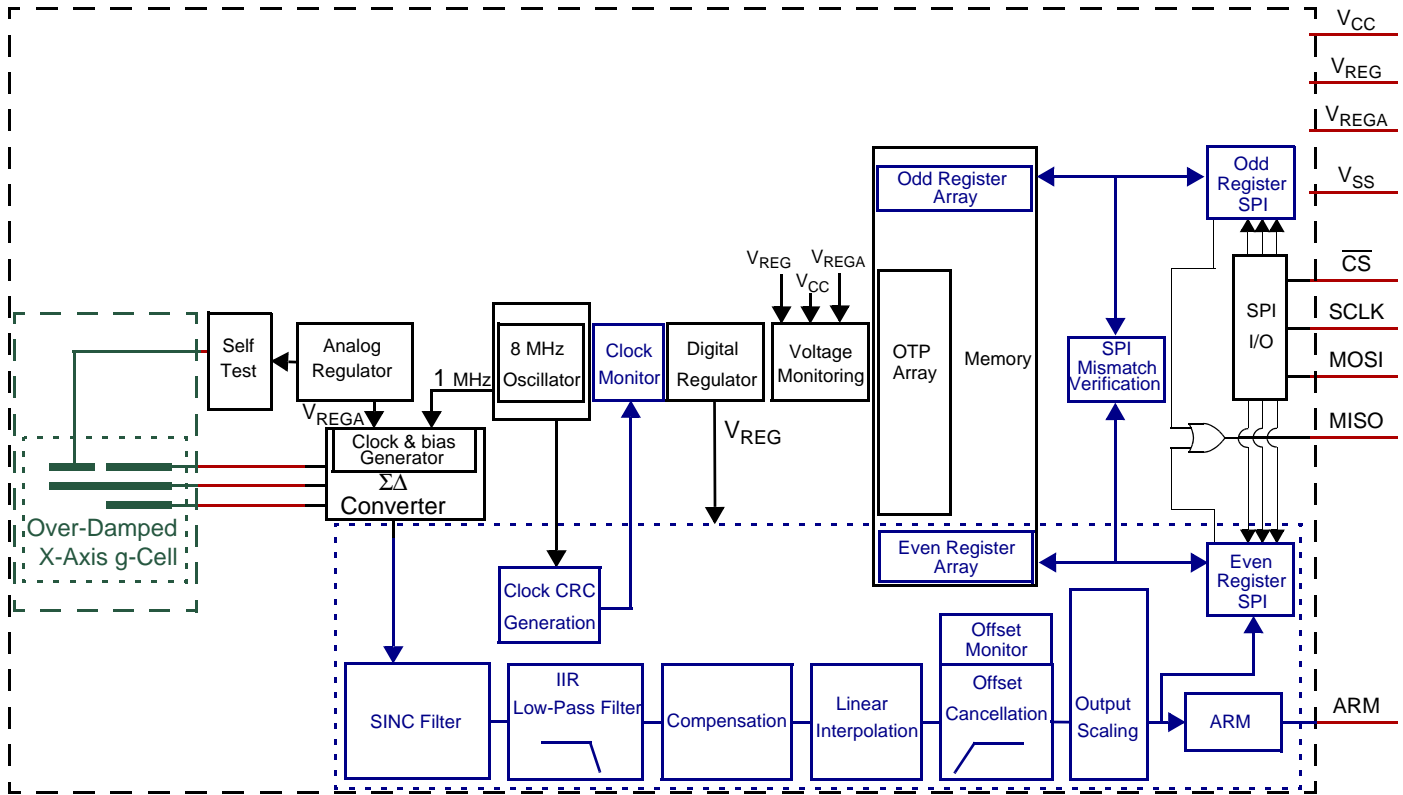 VCC
VREG
VREGA
VSS
CS
SCLK
MOSI
MISO
ARM
Odd Register
Array
Odd
Register
SPI
VREG
VCC
VREGA
SPI
I/O
Self
Test
Analog
Regulator
8 MHz
Oscillator
Clock
Monitor
Digital
Regulator
Voltage
Monitoring
OTP
Array
Memory
SPI
Mismatch
Verification
1 MHz
VREGA
VREG
Clock & bias
Generator
ΣΔ
Converter
Over-Damped
X-Axis g-Cell
Even Register
Array
Even
Register
SPI
Clock CRC
Generation
Offset
Monitor
SINC Filter
IIR
Low-Pass Filter
Compensation
Linear
Interpolation
Offset
Cancellation
Output
Scaling
ARM